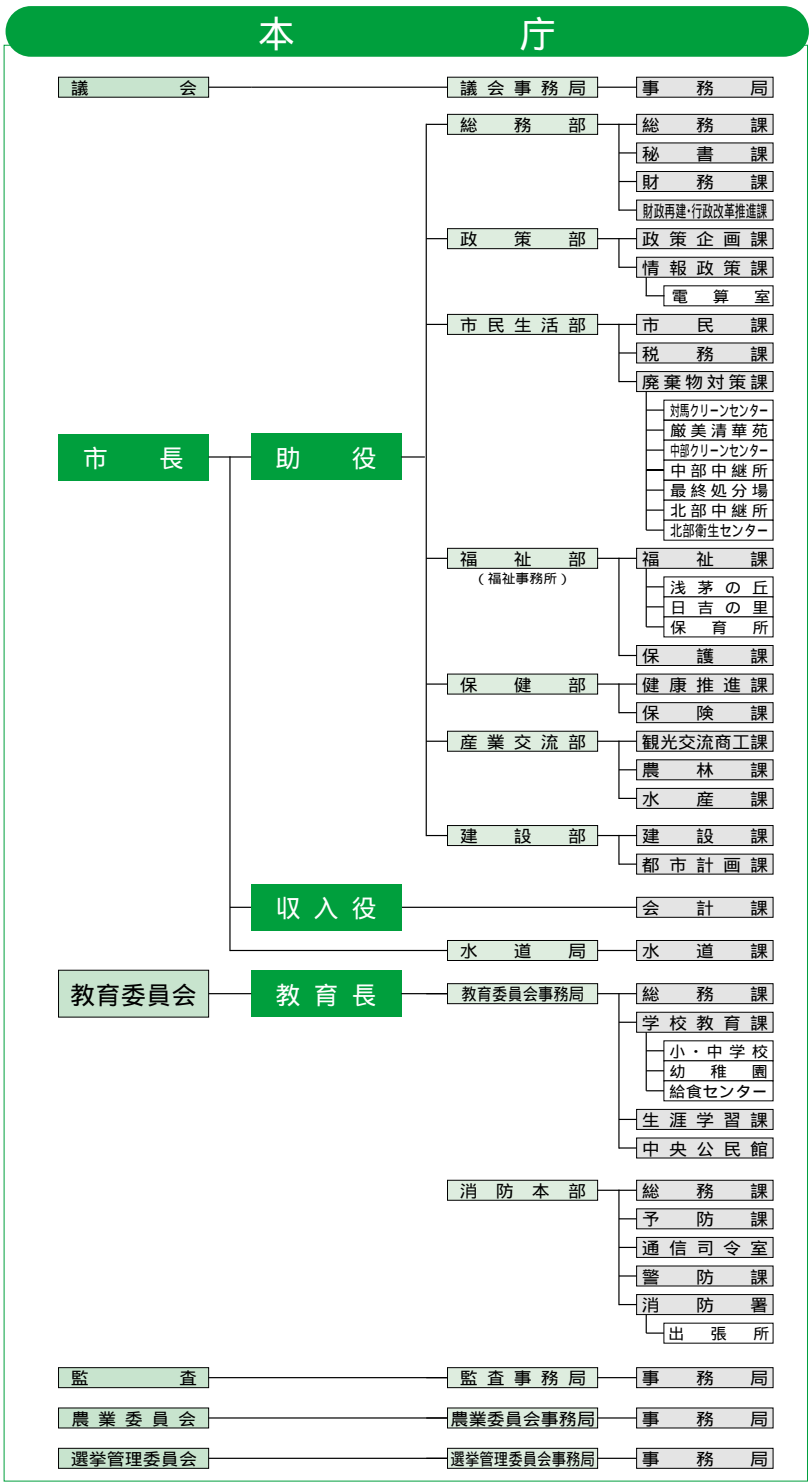 本庁
議会 議会事務局 事務局
総務部 総務課
秘書課
財務課
財政再建・行政改革推進課
政策部 政策企画課
情報政策課
電算室
市民生活部 市民課
税務課
廃棄物対策課
対馬クリーンセンター
厳美清華苑
中部クリーンセンター
市長 助役 中部中継所
最終処分場
北部中継所
北部衛生センター
福祉部 福祉課
(福祉事務所)
浅茅の丘
日吉の里
保育所
保護課
保健部 健康推進課
保険課
産業交流部 観光交流商工課
農林課
水産課
建設部 建設課
都市計画課
収入役 会計課
水道局 水道課
教育委員会 教育長 教育委員会事務局 総務課
学校教育課
小・中学校
幼稚園
給食センター
生涯学習課
中央公民館
消防本部 総務課
予防課
通信司令室
警防課
消防署
出張所
監査 監査事務局 事務局
農業委員会 農業委員会事務局 事務局
選挙管理委員会 選挙管理委員会事務局 事務局